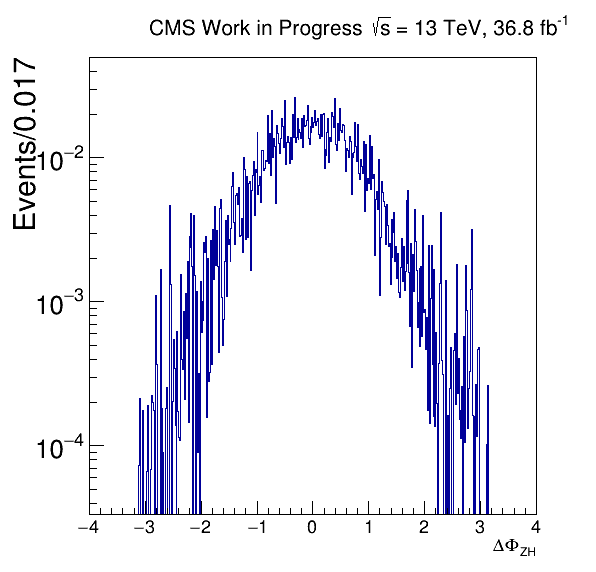 CMS Work in Progress √s = 13 TeV, 36.8 fb⁻¹
Events/0.017
10⁻²
10⁻³
10⁻⁴
−4 −3 −2 −1 0 1 2 3 4
ΔΦ_ZH